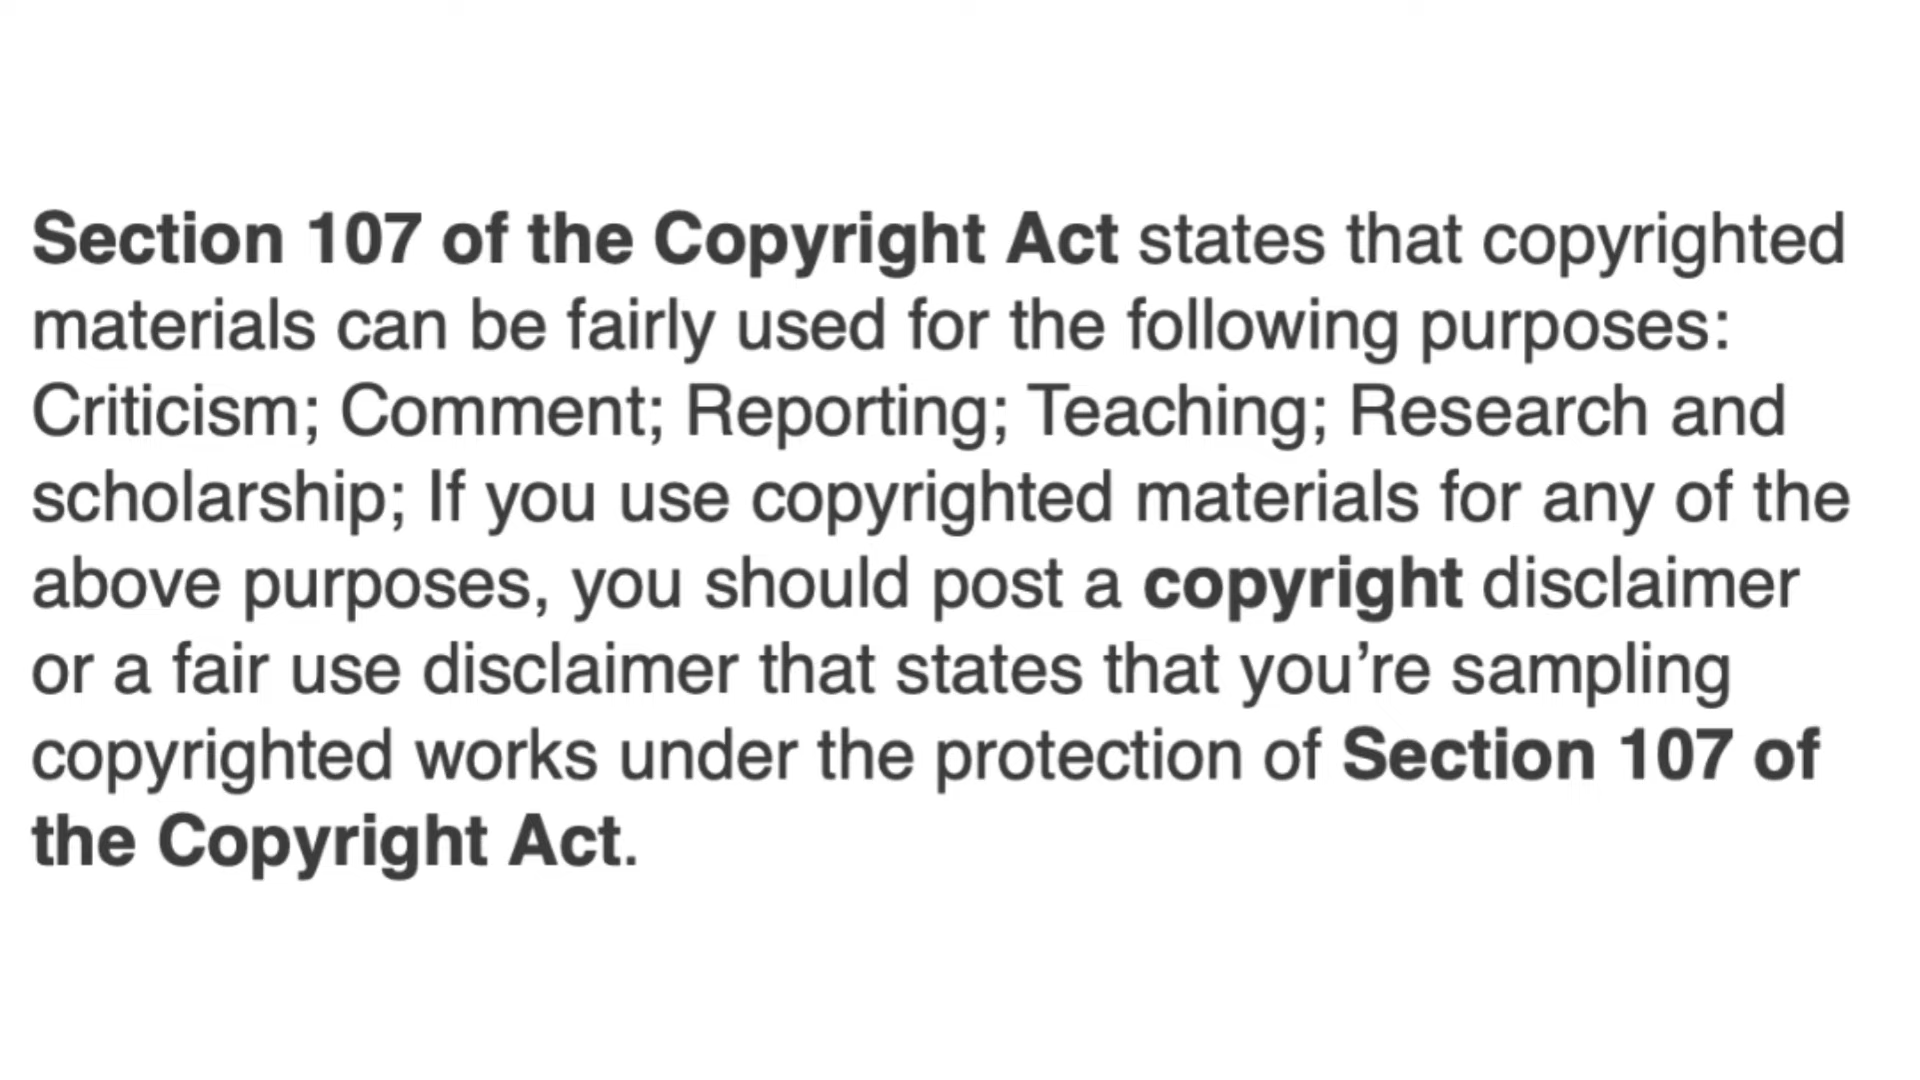 Section 107 of the Copyright Act states that copyrighted
materials can be fairly used for the following purposes:
Criticism; Comment; Reporting; Teaching; Research and
scholarship; If you use copyrighted materials for any of the
above purposes, you should post a copyright disclaimer
or a fair use disclaimer that states that you’re sampling
copyrighted works under the protection of Section 107 of
the Copyright Act.